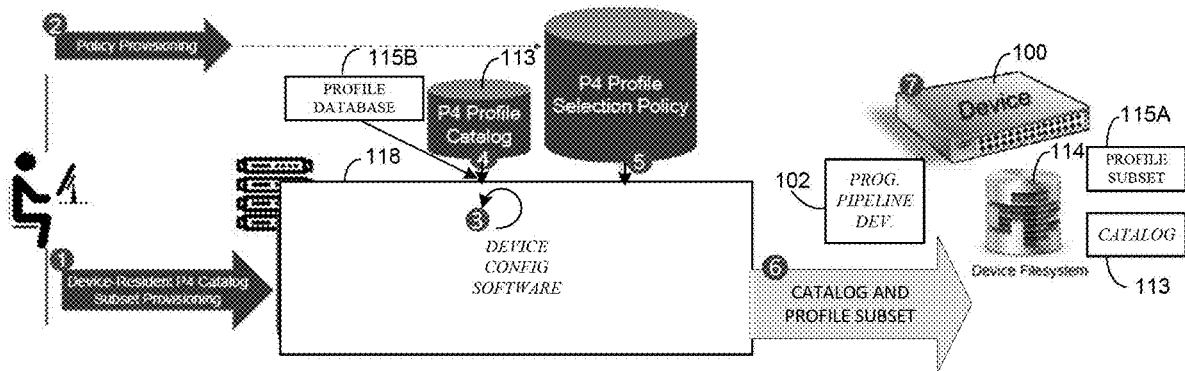 2
Policy Provisioning
115B
113
PROFILE
DATABASE
P4 Profile
Catalog
4
P4 Profile
Selection Policy
5
7
100
Device
115A
118
114
PROFILE
SUBSET
102
PROG.
PIPELINE
DEV.
3
DEVICE
CONFIG
SOFTWARE
CATALOG
Device Filesystem
113
1
Device-Resident P4 Catalog
Subset Provisioning
6
CATALOG AND
PROFILE SUBSET